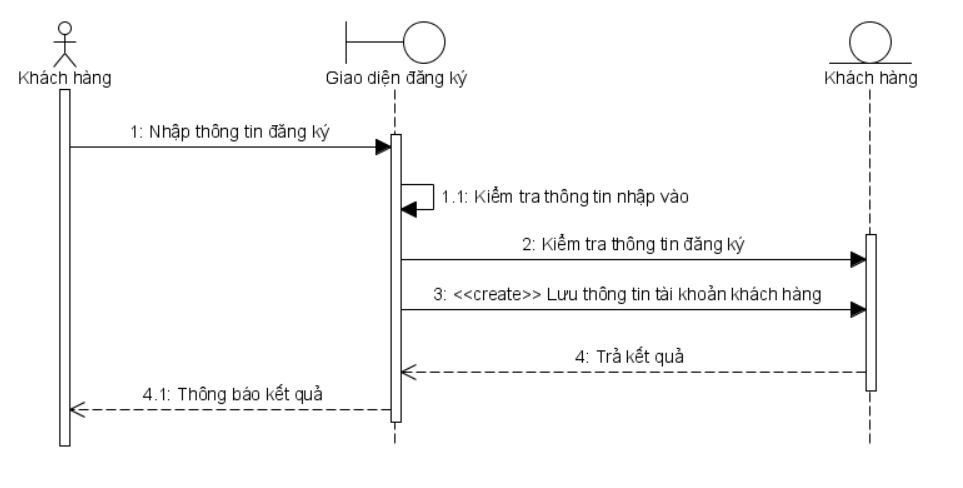 Khách hàng
Giao diện đăng ký
Khách hàng
1: Nhập thông tin đăng ký
1.1: Kiểm tra thông tin nhập vào
2: Kiểm tra thông tin đăng ký
3: <<create>> Lưu thông tin tài khoản khách hàng
4: Trả kết quả
4.1: Thông báo kết quả